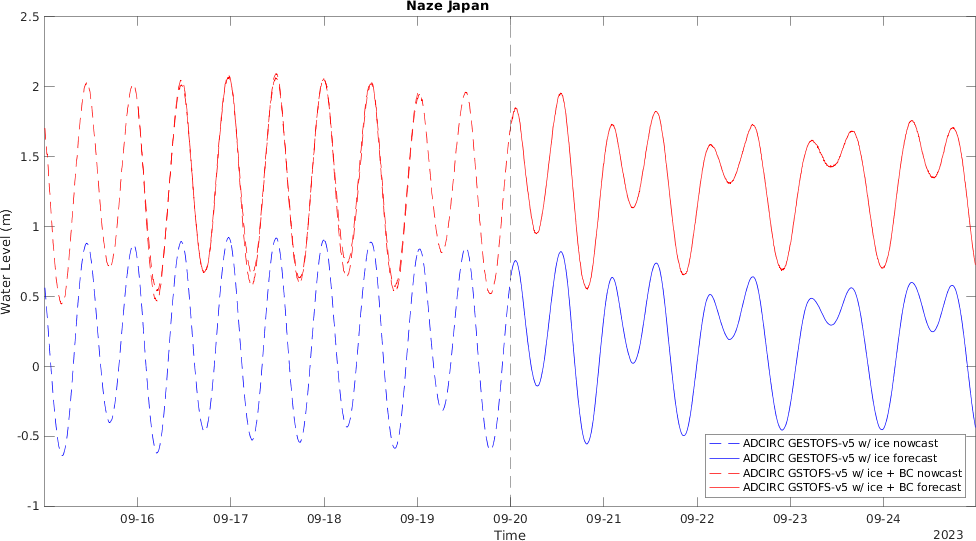 Naze Japan
2.5
2
1.5
1
0.5
0
-0.5
-1
Water Level (m)
09-16
09-17
09-18
09-19
09-20
09-21
09-22
09-23
09-24
Time
2023
ADCIRC GESTOFS-v5 w/ ice nowcast
ADCIRC GESTOFS-v5 w/ ice forecast
ADCIRC GSTOFS-v5 w/ ice + BC nowcast
ADCIRC GSTOFS-v5 w/ ice + BC forecast